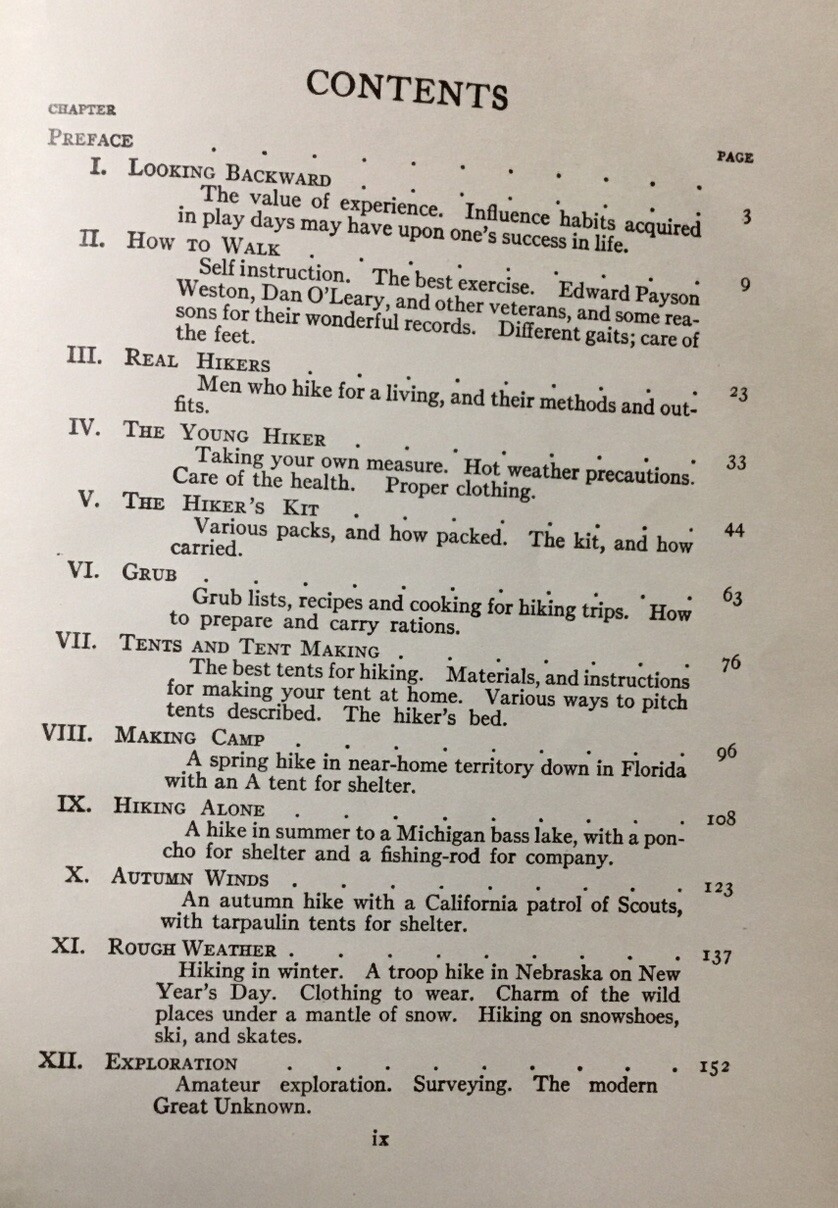 CONTENTS
CHAPTER
PAGE
PREFACE . . . . . . . . . . .
I. LOOKING BACKWARD . . . . . . . . 3
The value of experience. Influence habits acquired
in play days may have upon one's success in life.
II. HOW TO WALK . . . . . . . . . 9
Self instruction. The best exercise. Edward Payson
Weston, Dan O'Leary, and other veterans, and some rea-
sons for their wonderful records. Different gaits; care of
the feet.
III. REAL HIKERS . . . . . . . . . 23
Men who hike for a living, and their methods and out-
fits.
IV. THE YOUNG HIKER . . . . . . . . 33
Taking your own measure. Hot weather precautions.
Care of the health. Proper clothing.
V. THE HIKER'S KIT . . . . . . . . 44
Various packs, and how packed. The kit, and how
carried.
VI. GRUB . . . . . . . . . . . 63
Grub lists, recipes and cooking for hiking trips. How
to prepare and carry rations.
VII. TENTS AND TENT MAKING . . . . . . . 76
The best tents for hiking. Materials, and instructions
for making your tent at home. Various ways to pitch
tents described. The hiker's bed.
VIII. MAKING CAMP . . . . . . . . . 96
A spring hike in near-home territory down in Florida
with an A tent for shelter.
IX. HIKING ALONE . . . . . . . . . 108
A hike in summer to a Michigan bass lake, with a pon-
cho for shelter and a fishing-rod for company.
X. AUTUMN WINDS . . . . . . . . . 123
An autumn hike with a California patrol of Scouts,
with tarpaulin tents for shelter.
XI. ROUGH WEATHER . . . . . . . . . 137
Hiking in winter. A troop hike in Nebraska on New
Year's Day. Clothing to wear. Charm of the wild
places under a mantle of snow. Hiking on snowshoes,
ski, and skates.
XII. EXPLORATION . . . . . . . . . 152
Amateur exploration. Surveying. The modern
Great Unknown.
ix